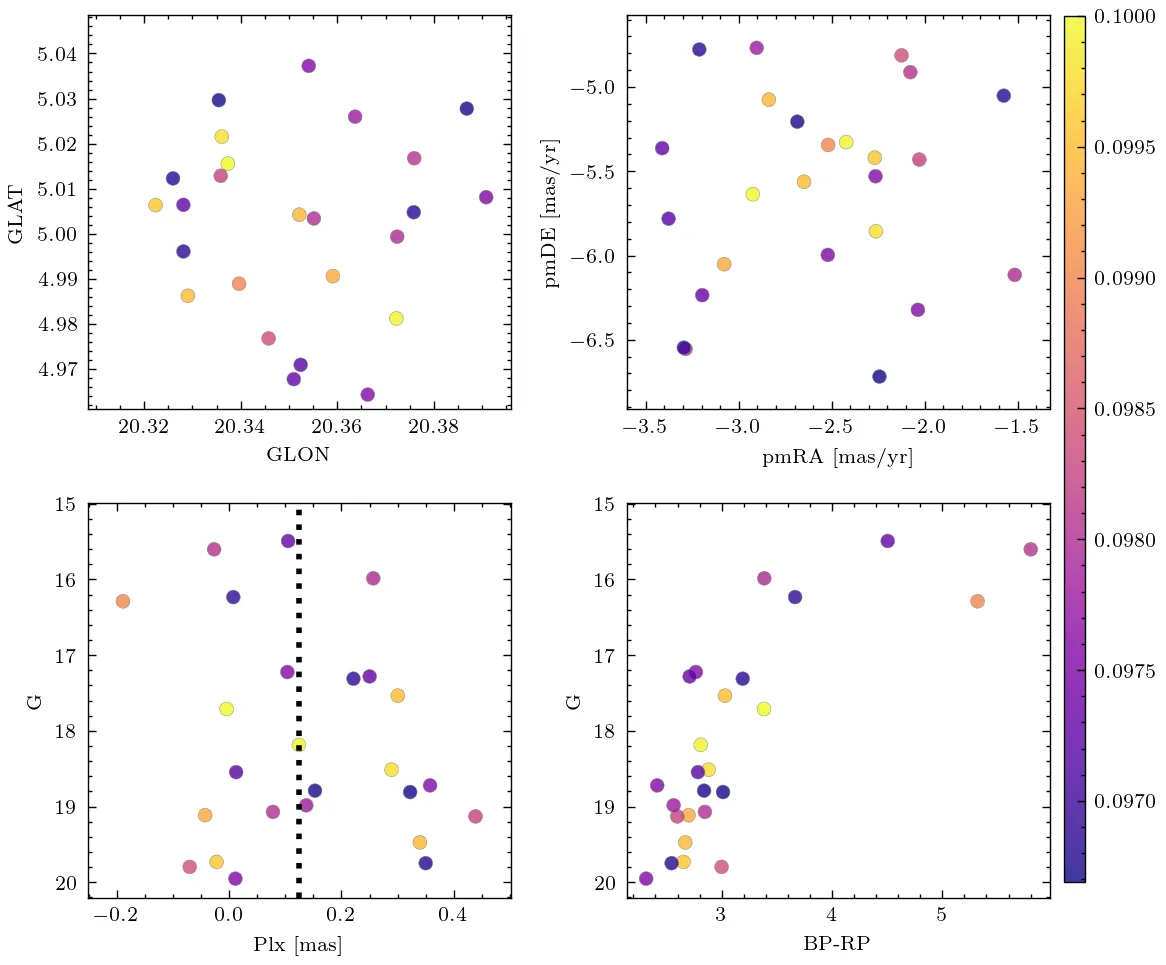 5.04
5.03
5.02
5.01
5.00
4.99
4.98
4.97
GLAT
20.32 20.34 20.36 20.38
GLON
−5.0
−5.5
−6.0
−6.5
pmDE [mas/yr]
−3.5 −3.0 −2.5 −2.0 −1.5
pmRA [mas/yr]
15
16
17
18
19
20
G
−0.2 0.0 0.2 0.4
Plx [mas]
15
16
17
18
19
20
G
3 4 5
BP-RP
0.1000
0.0995
0.0990
0.0985
0.0980
0.0975
0.0970